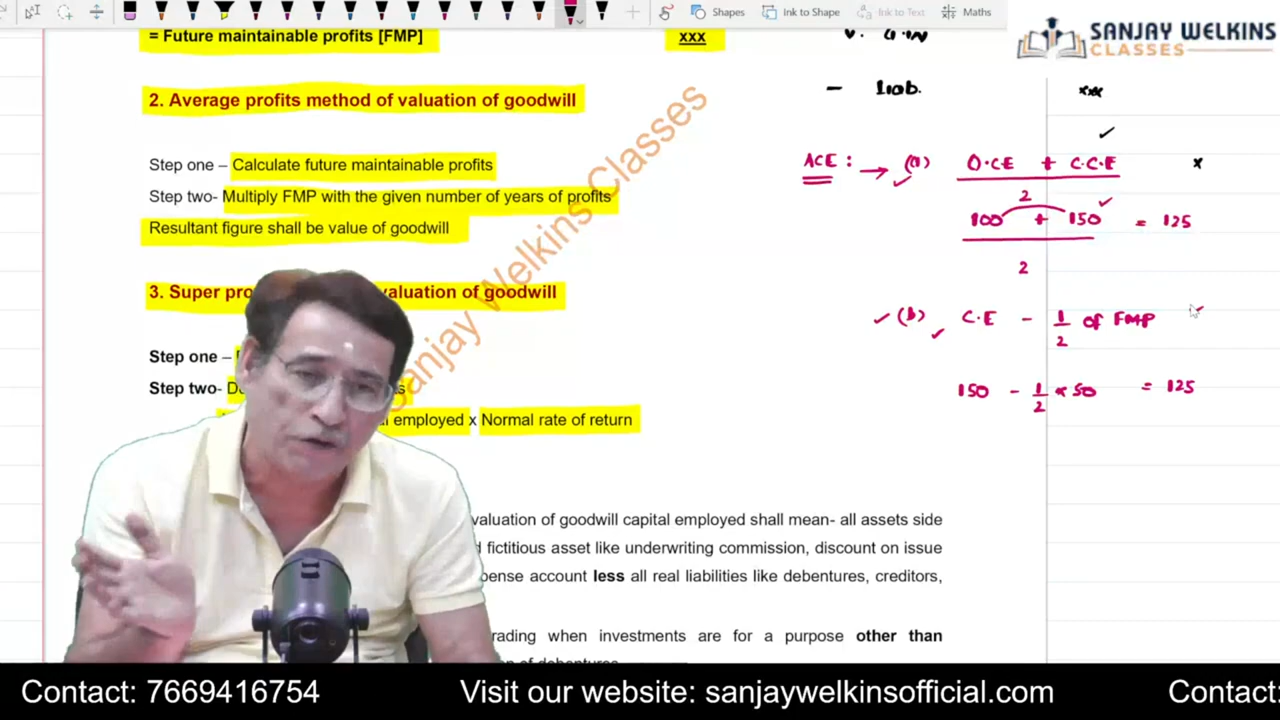 Shapes Ink to Shape Ink to Text Maths
SANJAY WELKINS
CLASSES
= Future maintainable profits [FMP] xxx
2. Average profits method of valuation of goodwill
Step one – Calculate future maintainable profits
Step two- Multiply FMP with the given number of years of profits
Resultant figure shall be value of goodwill
3. Super pro valuation of goodwill
Step one –
Step two-
employed x Normal rate of return
valuation of goodwill capital employed shall mean- all assets side
fictitious asset like underwriting commission, discount on issue
less all real liabilities like debentures, creditors,
when investments are for a purpose other than
of debentures
Sanjay Welkins Classes
- liab. xxx
ACE : → (a) O.C.E + C.C.E x
2
100 + 150 = 125
2
(b) C.E - 1/2 of FMP
150 - 1/2 x 50 = 125
Contact: 7669416754 Visit our website: sanjaywelkinsofficial.com Contact: